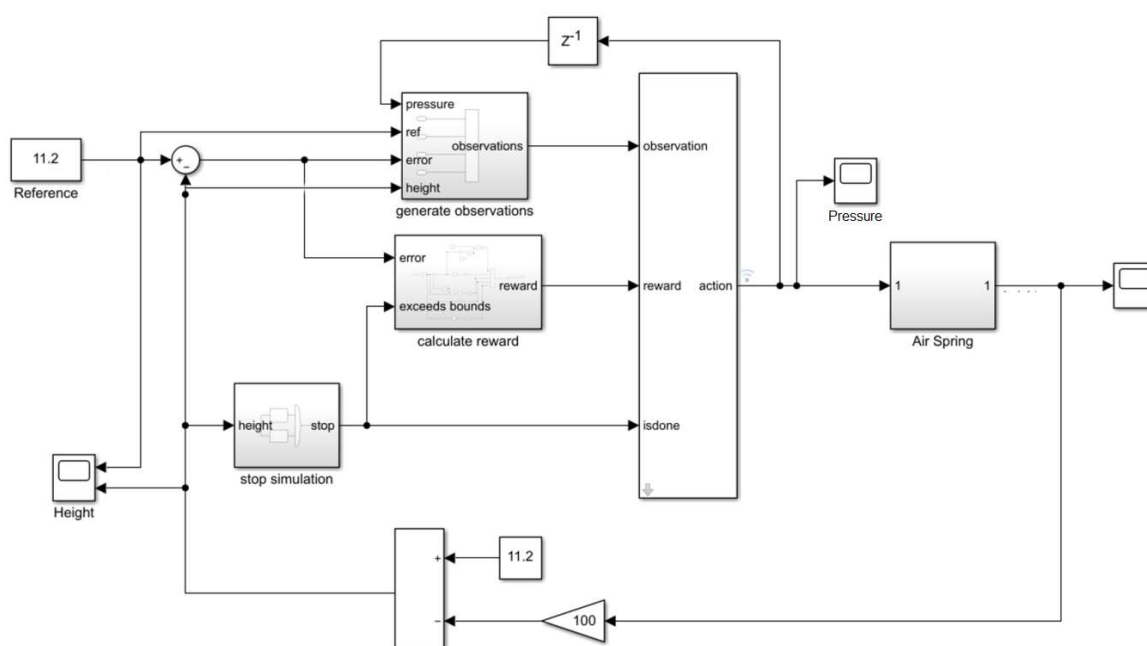 Z-1
pressure
ref
error
height
observations
generate observations
11.2
Reference
+
−
observation
reward
action
isdone
Pressure
error
exceeds bounds
reward
calculate reward
1
1
Air Spring
height
stop
stop simulation
Height
+
11.2
−
100